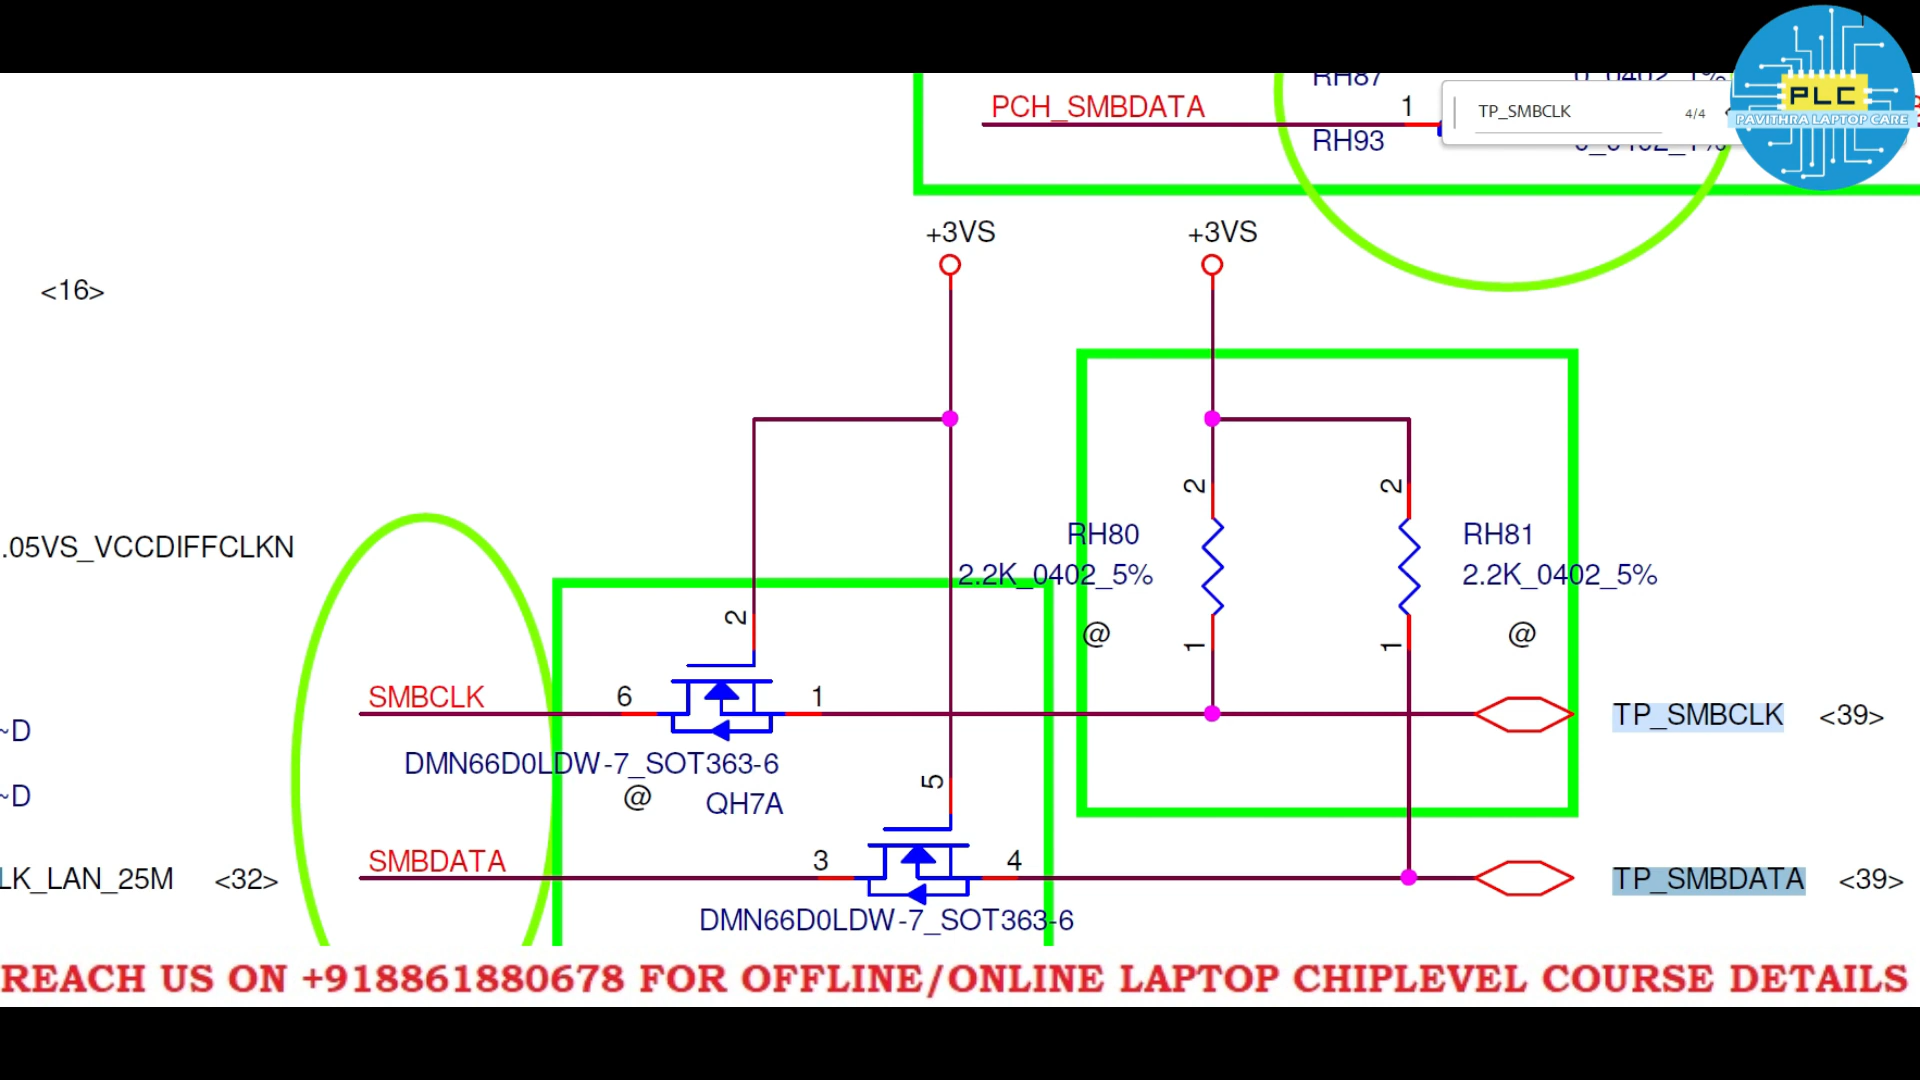 RH87
PCH_SMBDATA
1
RH93
TP_SMBCLK
4/4
PLC
PAVITHRA LAPTOP CARE
+3VS
+3VS
<16>
2
2
RH80
2.2K_0402_5%
@
1
RH81
2.2K_0402_5%
@
1
.05VS_VCCDIFFCLKN
2
SMBCLK
6
1
TP_SMBCLK <39>
~D
DMN66D0LDW-7_SOT363-6
@
QH7A
5
~D
SMBDATA
3
4
TP_SMBDATA <39>
LK_LAN_25M <32>
DMN66D0LDW-7_SOT363-6
REACH US ON +918861880678 FOR OFFLINE/ONLINE LAPTOP CHIPLEVEL COURSE DETAILS